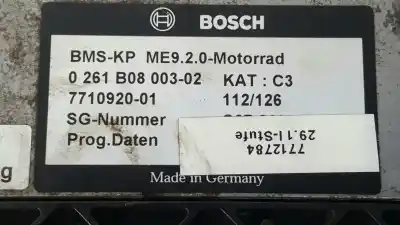 BOSCH
BMS-KP ME9.2.0-Motorrad
0 261 B08 003-02 KAT : C3
7710920-01 112/126
SG-Nummer
Prog.Daten
7712784
29.1 I-Stufe
Made in Germany
g